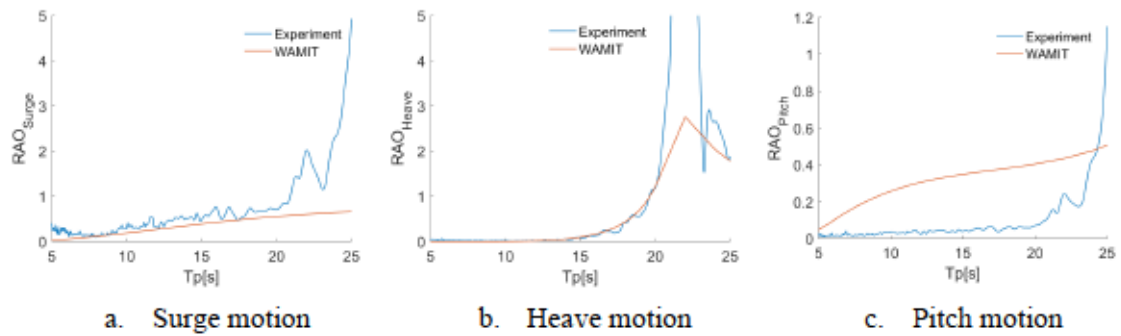 5
4
3
2
1
0
RAO_Surge
Experiment
WAMIT
5
10
15
20
25
Tp[s]
a. Surge motion
5
4
3
2
1
0
RAO_Heave
Experiment
WAMIT
5
10
15
20
25
Tp[s]
b. Heave motion
1.2
1
0.8
0.6
0.4
0.2
0
RAO_Pitch
Experiment
WAMIT
5
10
15
20
25
Tp[s]
c. Pitch motion